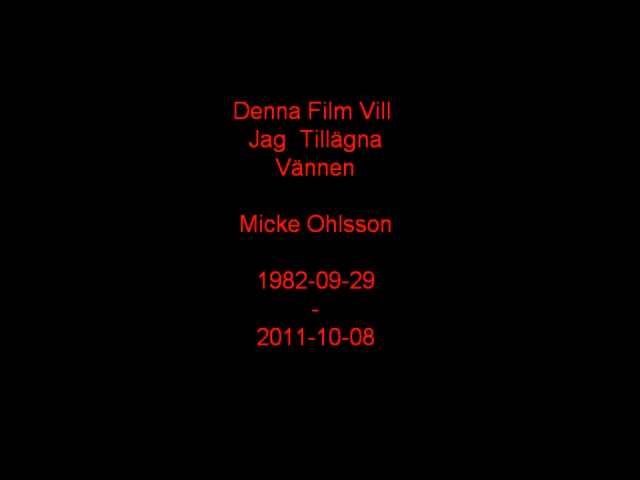 Denna Film Vill
Jag Tillägna
Vännen
Micke Ohlsson
1982-09-29
-
2011-10-08